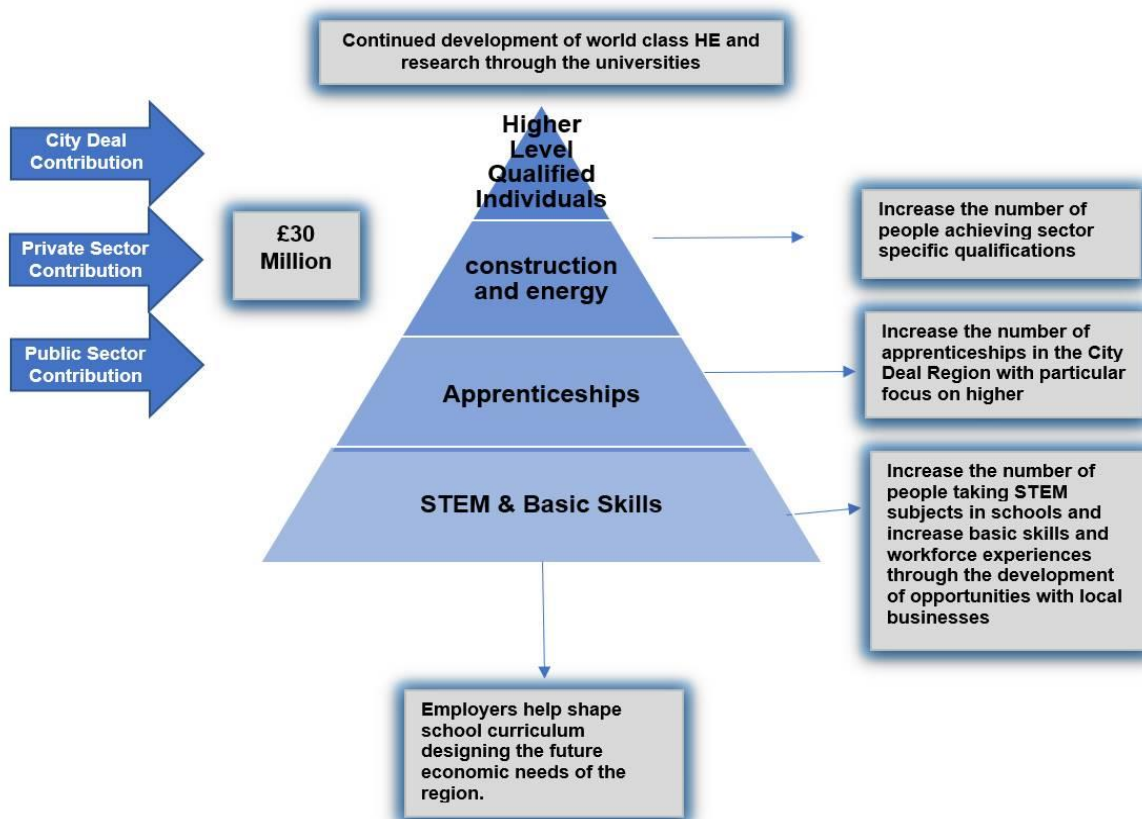 Continued development of world class HE and
research through the universities
City Deal
Contribution
Private Sector
Contribution
Public Sector
Contribution
£30
Million
Higher
Level
Qualified
Individuals
construction
and energy
Apprenticeships
STEM & Basic Skills
Increase the number of
people achieving sector
specific qualifications
Increase the number of
apprenticeships in the City
Deal Region with particular
focus on higher
Increase the number of
people taking STEM
subjects in schools and
increase basic skills and
workforce experiences
through the development
of opportunities with local
businesses
Employers help shape
school curriculum
designing the future
economic needs of the
region.